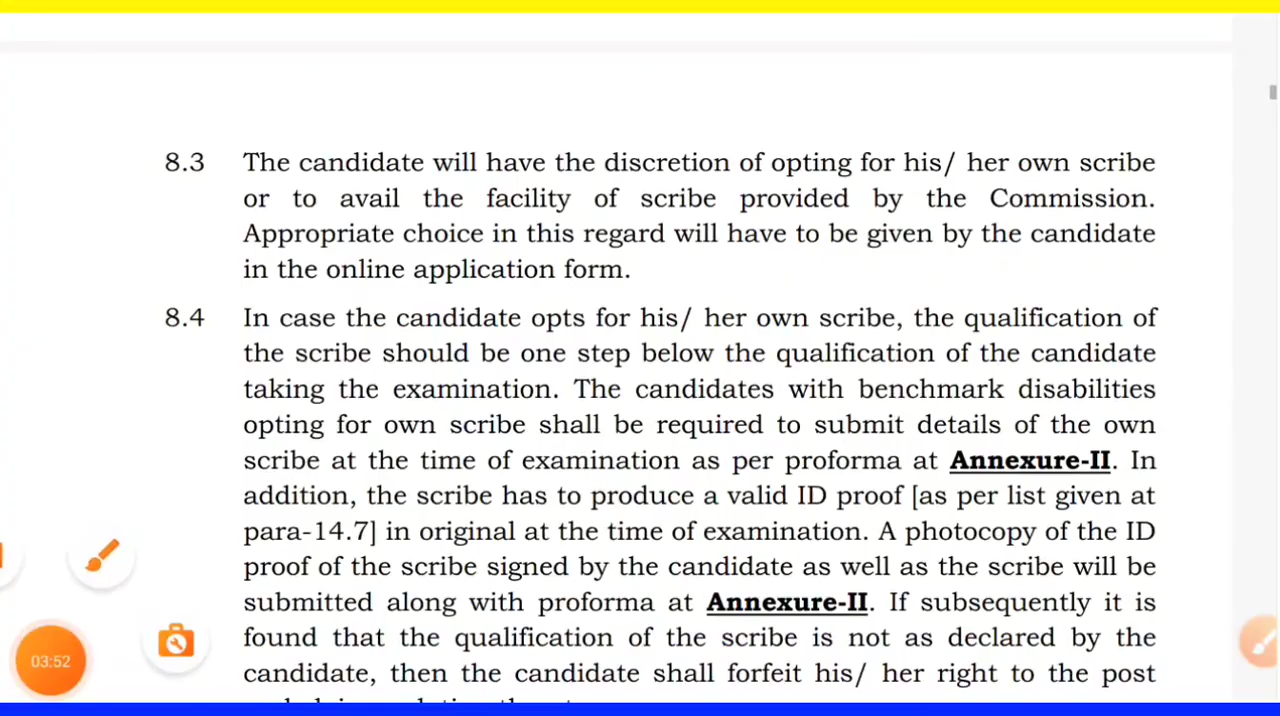 8.3 The candidate will have the discretion of opting for his/ her own scribe
or to avail the facility of scribe provided by the Commission.
Appropriate choice in this regard will have to be given by the candidate
in the online application form.
8.4 In case the candidate opts for his/ her own scribe, the qualification of
the scribe should be one step below the qualification of the candidate
taking the examination. The candidates with benchmark disabilities
opting for own scribe shall be required to submit details of the own
scribe at the time of examination as per proforma at Annexure-II. In
addition, the scribe has to produce a valid ID proof [as per list given at
para-14.7] in original at the time of examination. A photocopy of the ID
proof of the scribe signed by the candidate as well as the scribe will be
submitted along with proforma at Annexure-II. If subsequently it is
found that the qualification of the scribe is not as declared by the
candidate, then the candidate shall forfeit his/ her right to the post
03:52